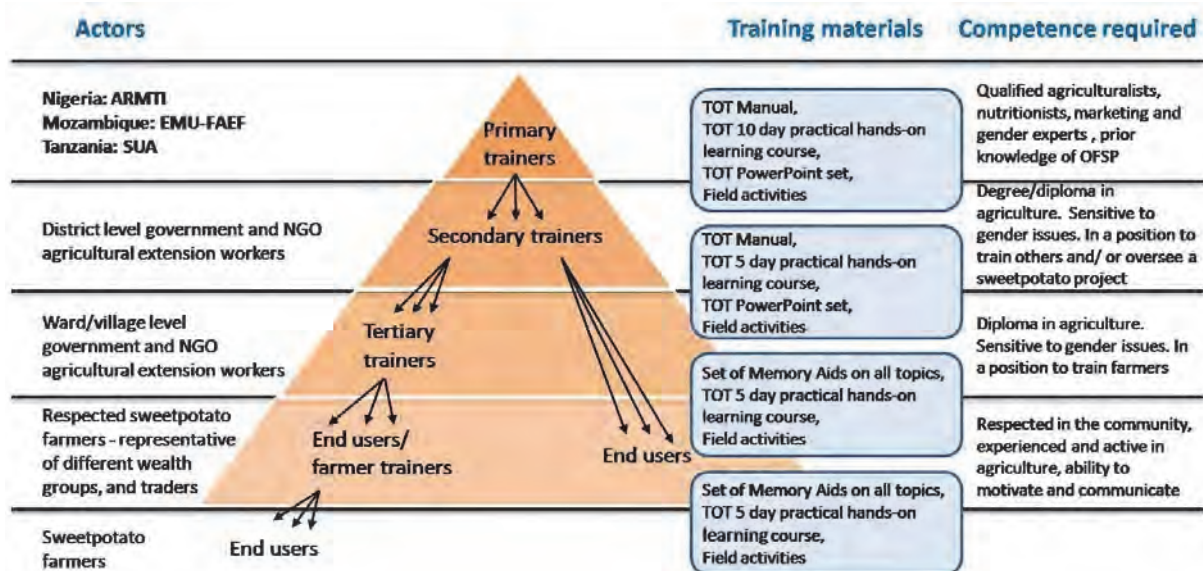 Actors
Training materials
Competence required
Nigeria: ARMTI
Mozambique: EMU-FAEF
Tanzania: SUA
Primary
trainers
TOT Manual,
TOT 10 day practical hands-on
learning course,
TOT PowerPoint set,
Field activities
Qualified agriculturalists,
nutritionists, marketing and
gender experts , prior
knowledge of OFSP
District level government and NGO
agricultural extension workers
Secondary trainers
TOT Manual,
TOT 5 day practical hands-on
learning course,
TOT PowerPoint set,
Field activities
Degree/diploma in
agriculture. Sensitive to
gender issues. In a position to
train others and/ or oversee a
sweetpotato project
Ward/village level
government and NGO
agricultural extension workers
Tertiary
trainers
Set of Memory Aids on all topics,
TOT 5 day practical hands-on
learning course,
Field activities
Diploma in agriculture.
Sensitive to gender issues. In
a position to train farmers
Respected sweetpotato
farmers - representative
of different wealth
groups, and traders
End users/
farmer trainers
End users
Set of Memory Aids on all topics,
TOT 5 day practical hands-on
learning course,
Field activities
Respected in the community,
experienced and active in
agriculture, ability to
motivate and communicate
Sweetpotato
farmers
End users